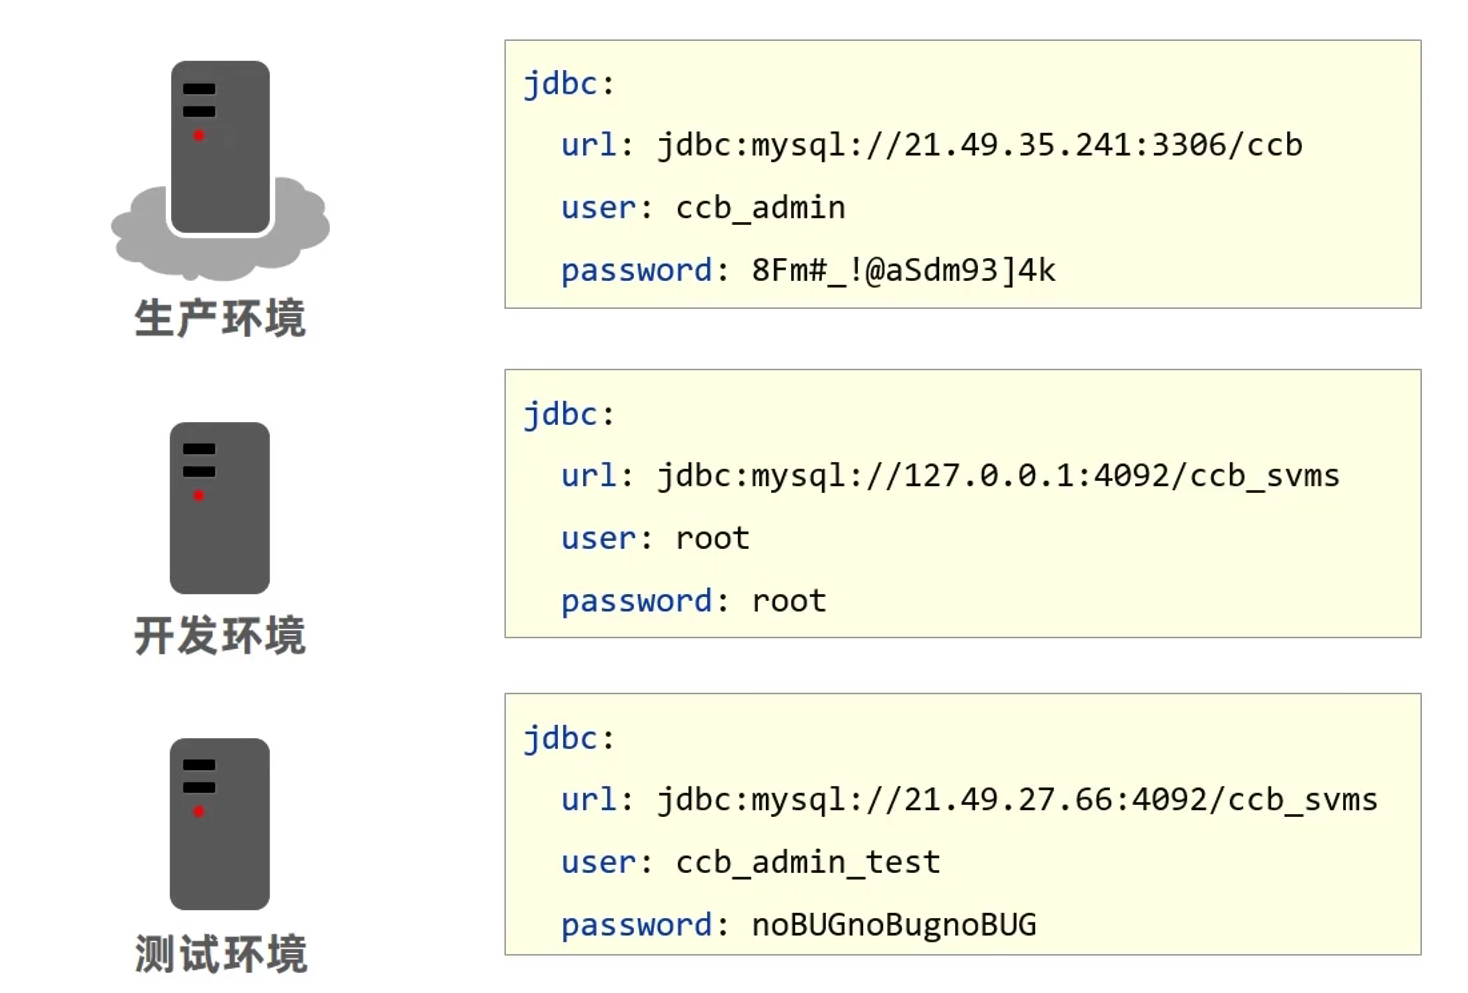 jdbc:
url: jdbc:mysql://21.49.35.241:3306/ccb
user: ccb_admin
password: 8Fm#_!@aSdm93]4k
生产环境
jdbc:
url: jdbc:mysql://127.0.0.1:4092/ccb_svms
user: root
password: root
开发环境
jdbc:
url: jdbc:mysql://21.49.27.66:4092/ccb_svms
user: ccb_admin_test
password: noBUGnoBugnoBUG
测试环境